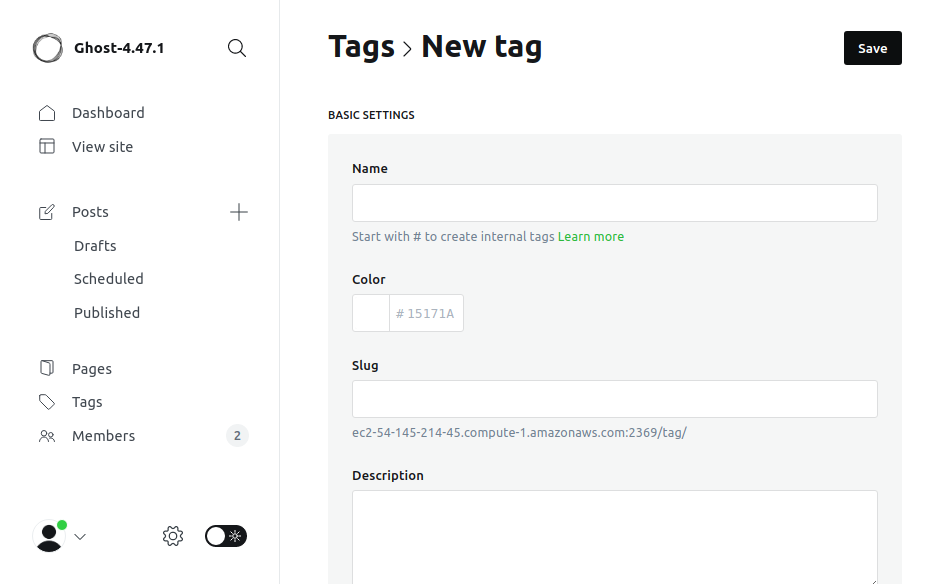 Ghost-4.47.1
Dashboard
View site
Posts
Drafts
Scheduled
Published
Pages
Tags
Members
2
Tags > New tag
Save
BASIC SETTINGS
Name
Start with # to create internal tags Learn more
Color
# 15171A
Slug
ec2-54-145-214-45.compute-1.amazonaws.com:2369/tag/
Description